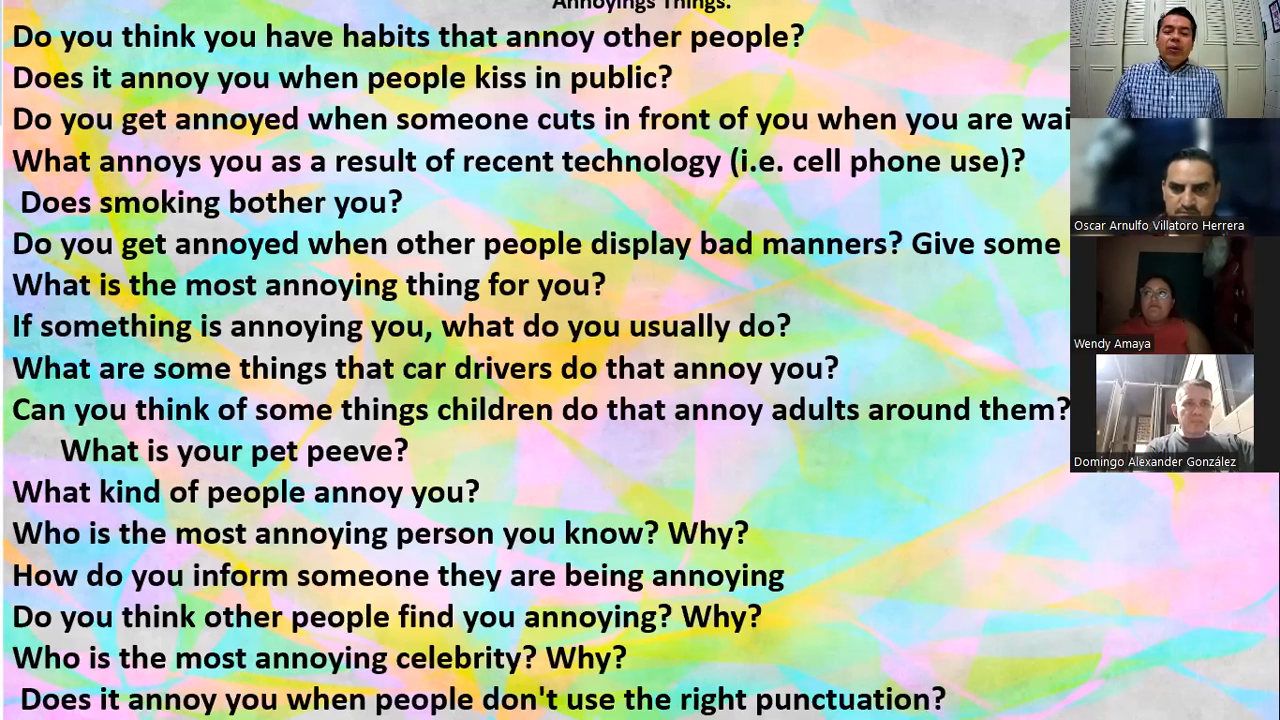 Annoyings Things.
Do you think you have habits that annoy other people?
Does it annoy you when people kiss in public?
Do you get annoyed when someone cuts in front of you when you are wai
What annoys you as a result of recent technology (i.e. cell phone use)?
Does smoking bother you?
Do you get annoyed when other people display bad manners? Give some
What is the most annoying thing for you?
If something is annoying you, what do you usually do?
What are some things that car drivers do that annoy you?
Can you think of some things children do that annoy adults around them?
What is your pet peeve?
What kind of people annoy you?
Who is the most annoying person you know? Why?
How do you inform someone they are being annoying
Do you think other people find you annoying? Why?
Who is the most annoying celebrity? Why?
Does it annoy you when people don't use the right punctuation?
Oscar Arnulfo Villatoro Herrera
Wendy Amaya
Domingo Alexander González